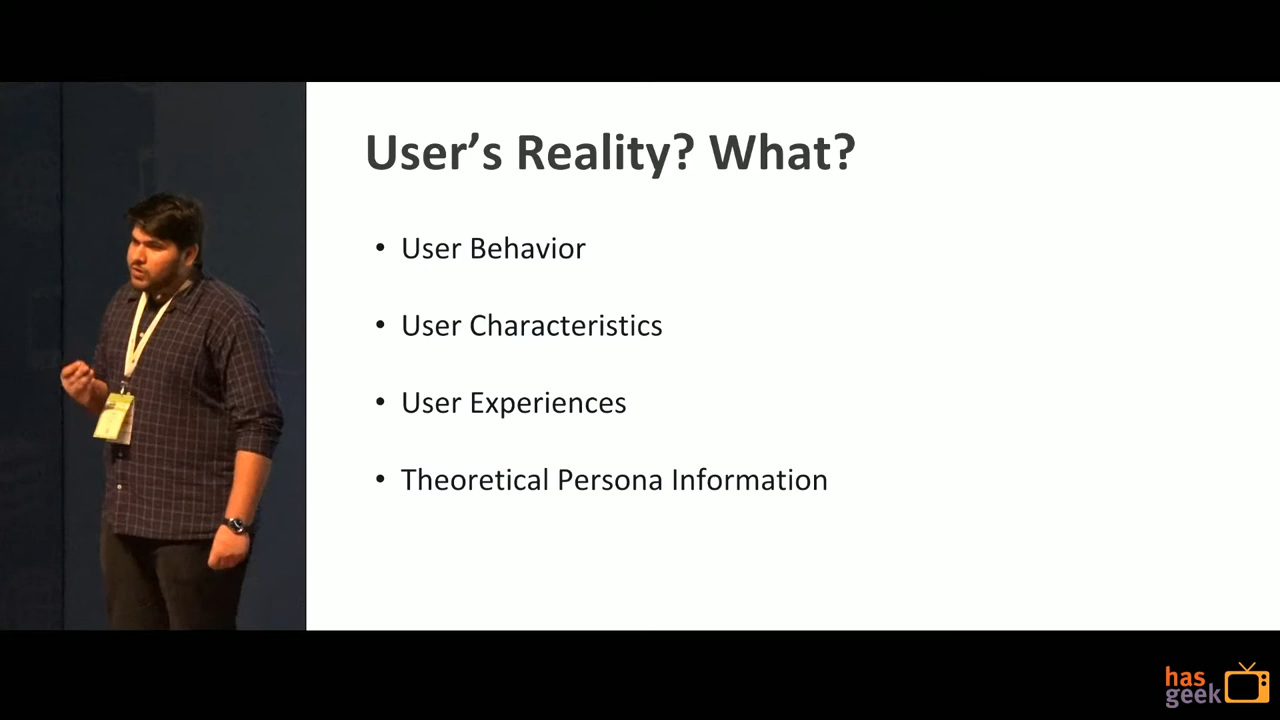 User's Reality? What?
• User Behavior
• User Characteristics
• User Experiences
• Theoretical Persona Information
has
geek